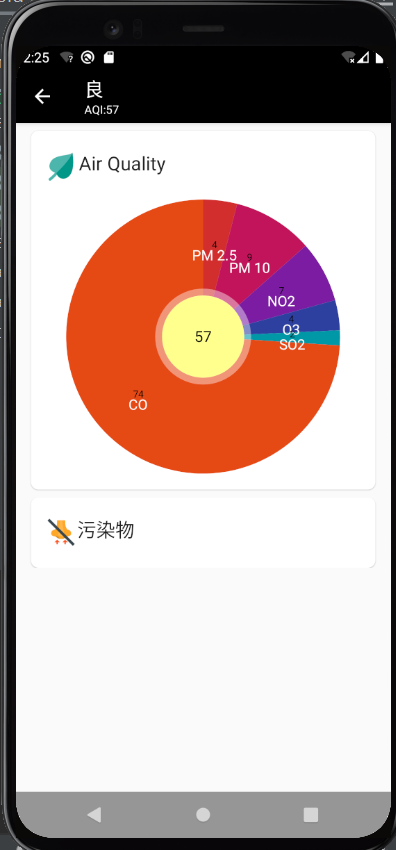 2:25
良
AQI:57
Air Quality
4
PM 2.5
9
PM 10
7
NO2
4
O3
SO2
57
74
CO
污染物